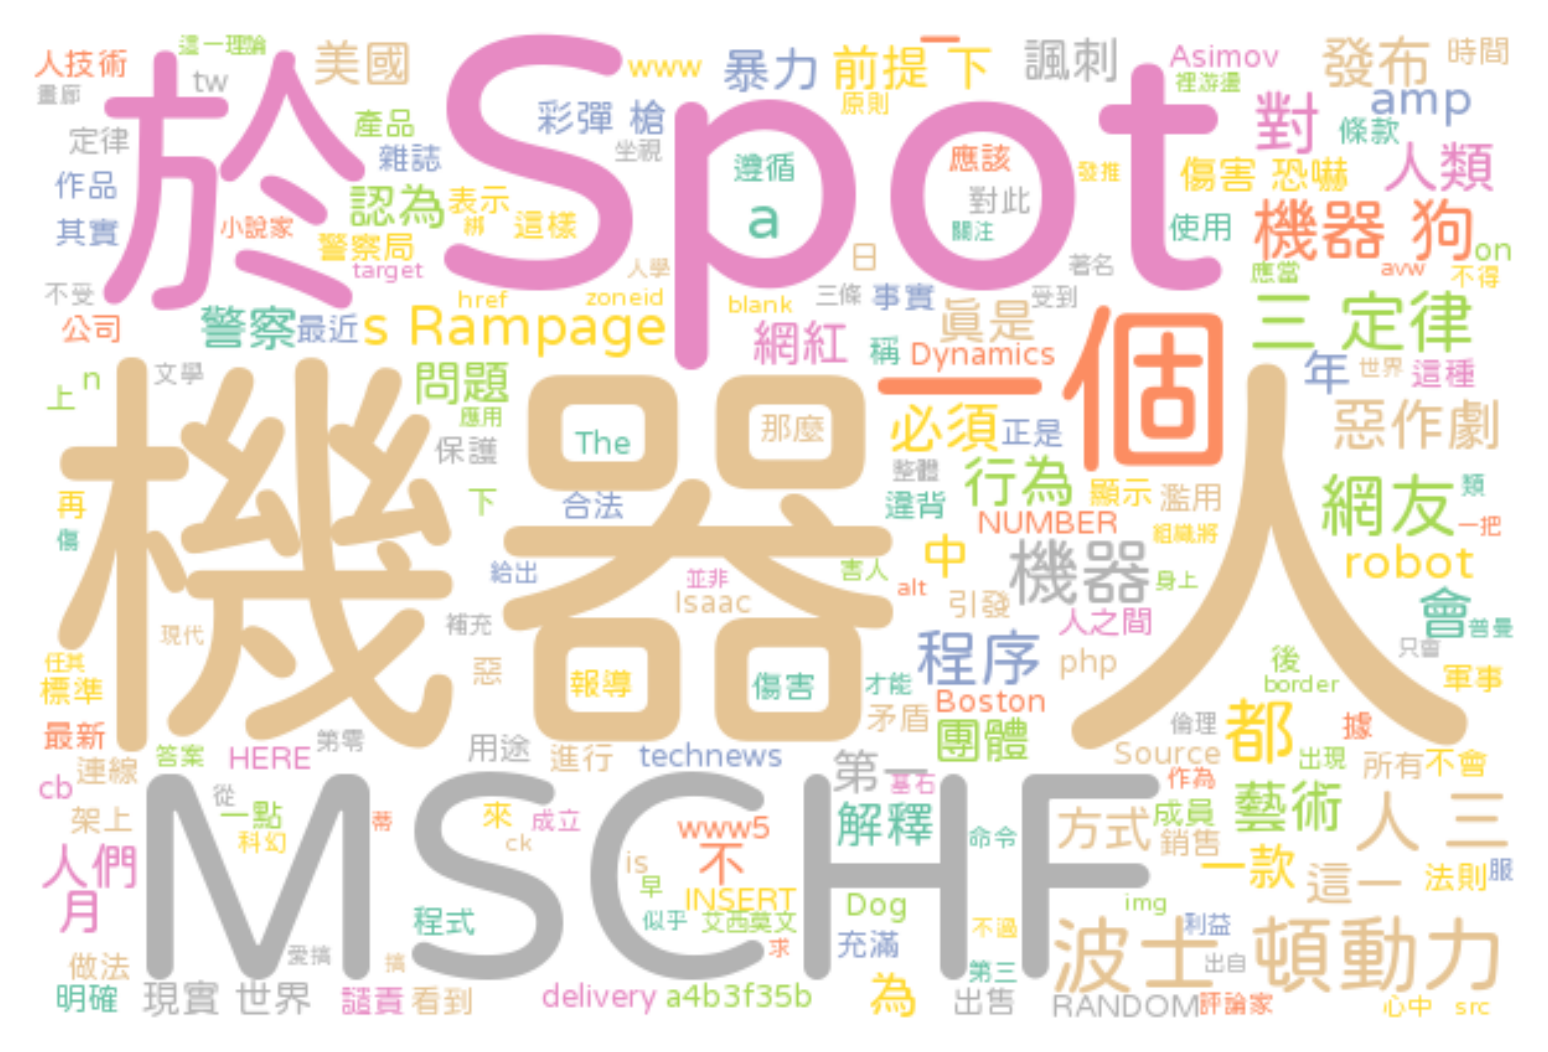 人技術 這一理論 美國 www 暴力 前提 一 下 諷刺 Asimov 發布 時間
畫廊 tw 彩彈 槍 原則 裡游盪 對 amp
於 Spot
定律 產品 雜誌 坐視 遵循 應該 發推 傷害 恐嚇 條款 人類
作品 認為 表示 a 對此 使用 機器 狗
其實 小說家 警察局 綁 這樣 關注 on
不受 target 人學 日 著名 應當 avw 不得
公司 警察 最近 s Rampage href zoneid blank 三條 事實 真是 受到 三 定律
網紅 稱 Dynamics 一個
上 n 文學 問題 年 世界 這種
機器人
應用 保護 The 那麼 必須 正是 惡作劇
再 下 合法 整體 行為 顯示 濫用 網友 類
傷 違背 NUMBER 組織將 一把
給出 並非 害人 中 機器 身上 robot
現代 補充 Isaac alt 引發 人之間 會 普曼
任其 惡 程序 php 後 只會
標準 報導 傷害 才能 Boston border 軍事
最新 答案 HERE 第零 用途 進行 technews 矛盾 團體 Source 倫理 都 據
連線 第一 出現 所有 不會
MSCHF
cb 從 基石 作為
架上 一點 蒂 來 成立 www5 解釋 命令 方式 成員 藝術 人 三
科幻 ck 不 銷售
人們 is 早 一款 這一 法則 服
月 程式 INSERT Dog img
似乎 艾西莫文 不過 利益
做法 愛搞 搞 求 充滿 第三 波士 頓動力 出自
明確 現實 世界 譴責 看到 delivery a4b3f35b 為 出售 RANDOM 評論家 心中 src